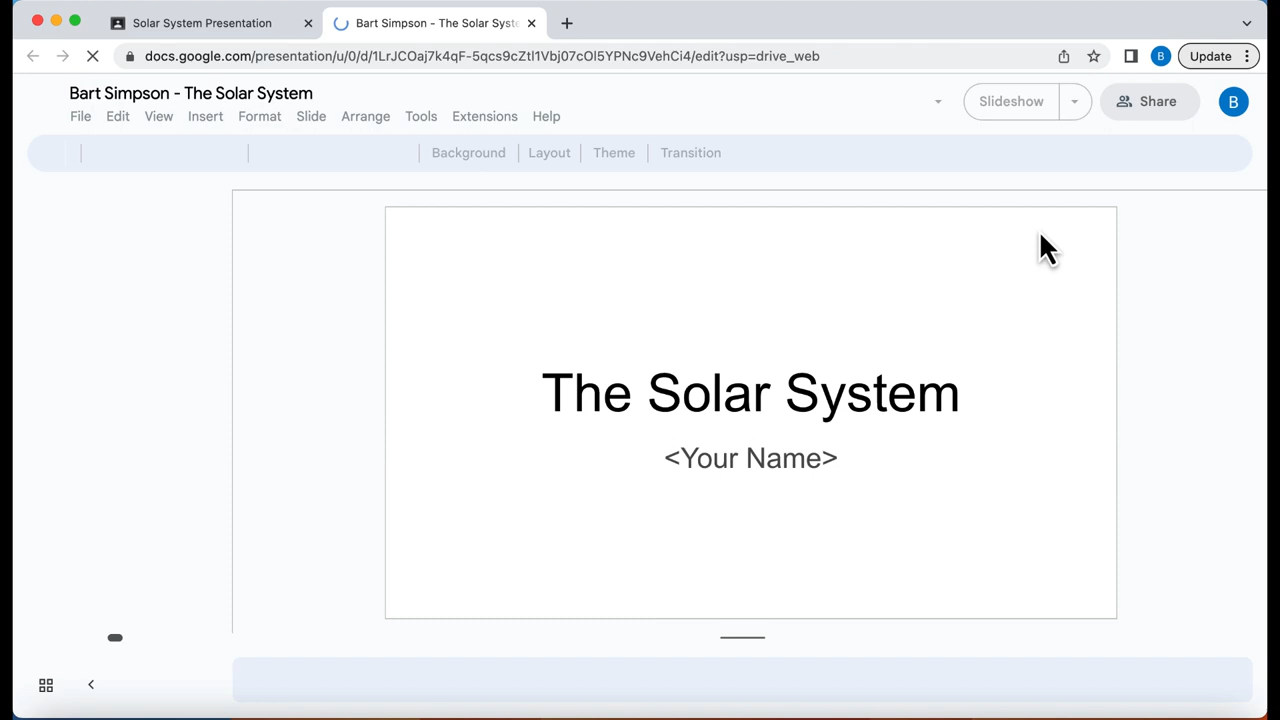 Solar System Presentation
Bart Simpson - The Solar Syste
docs.google.com/presentation/u/0/d/1LrJCOaj7k4qF-5qcs9cZtl1Vbj07cOl5YPNc9VehCi4/edit?usp=drive_web
B
Update
Bart Simpson - The Solar System
File Edit View Insert Format Slide Arrange Tools Extensions Help
Slideshow
Share
B
Background Layout Theme Transition
The Solar System
<Your Name>